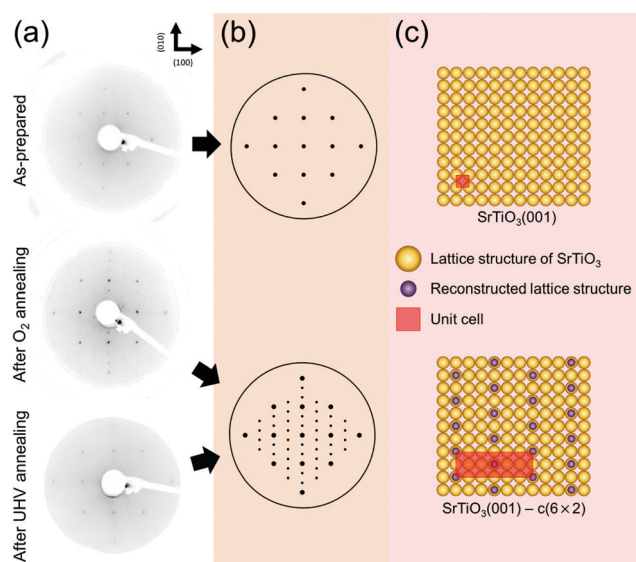 (a)
(b)
(c)
(010)
(100)
As-prepared
After O₂ annealing
After UHV annealing
SrTiO₃(001)
Lattice structure of SrTiO₃
Reconstructed lattice structure
Unit cell
SrTiO₃(001) – c(6 × 2)